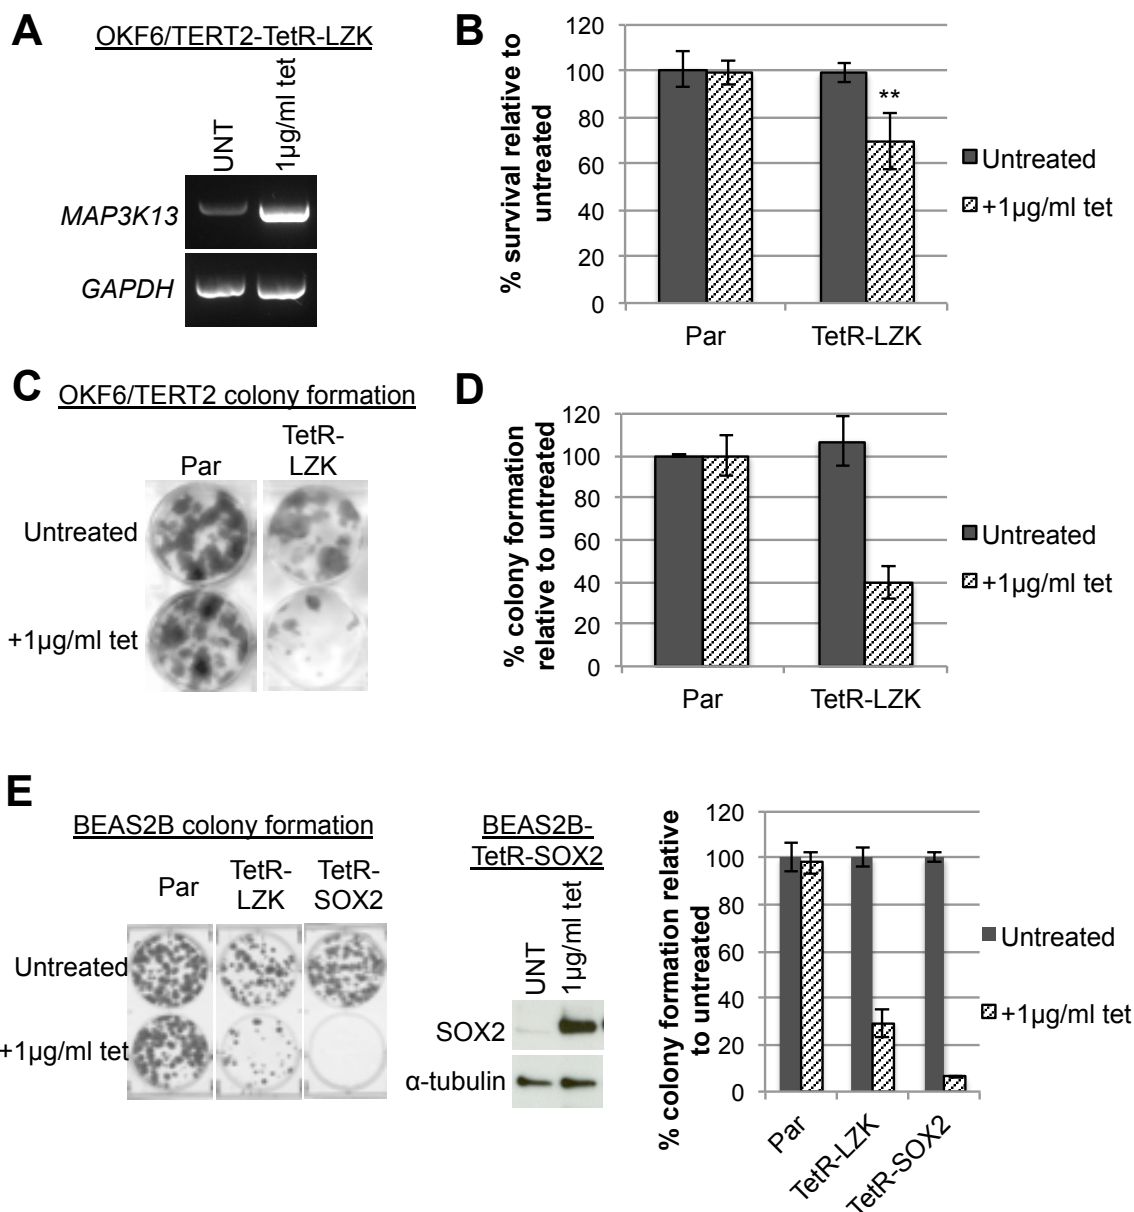 A
OKF6/TERT2-TetR-LZK
UNT
1µg/ml tet
MAP3K13
GAPDH
B
% survival relative to
untreated
120
100
80
60
40
20
0
**
Par
TetR-LZK
Untreated
+1µg/ml tet
C
OKF6/TERT2 colony formation
Par
TetR-
LZK
Untreated
+1µg/ml tet
D
% colony formation
relative to untreated
120
100
80
60
40
20
0
Par
TetR-LZK
Untreated
+1µg/ml tet
E
BEAS2B colony formation
Par
TetR-
LZK
TetR-
SOX2
Untreated
+1µg/ml tet
BEAS2B-
TetR-SOX2
UNT
1µg/ml tet
SOX2
α-tubulin
% colony formation relative
to untreated
120
100
80
60
40
20
0
Par
TetR-LZK
TetR-SOX2
Untreated
+1µg/ml tet